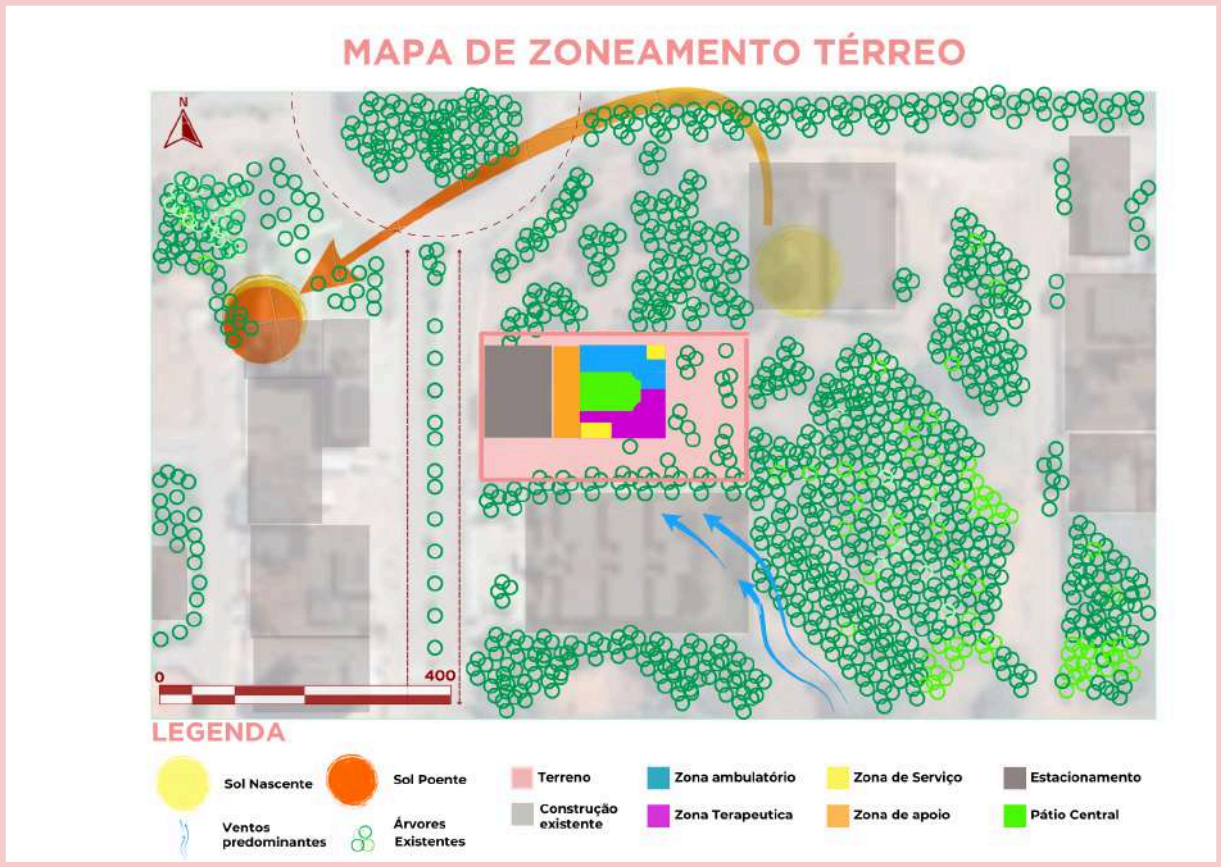 MAPA DE ZONEAMENTO TÉRREO
N
0 400
LEGENDA
Sol Nascente
Sol Poente
Terreno
Zona ambulatório
Zona de Serviço
Estacionamento
Ventos
predominantes
Árvores
Existentes
Construção
existente
Zona Terapeutica
Zona de apoio
Pátio Central